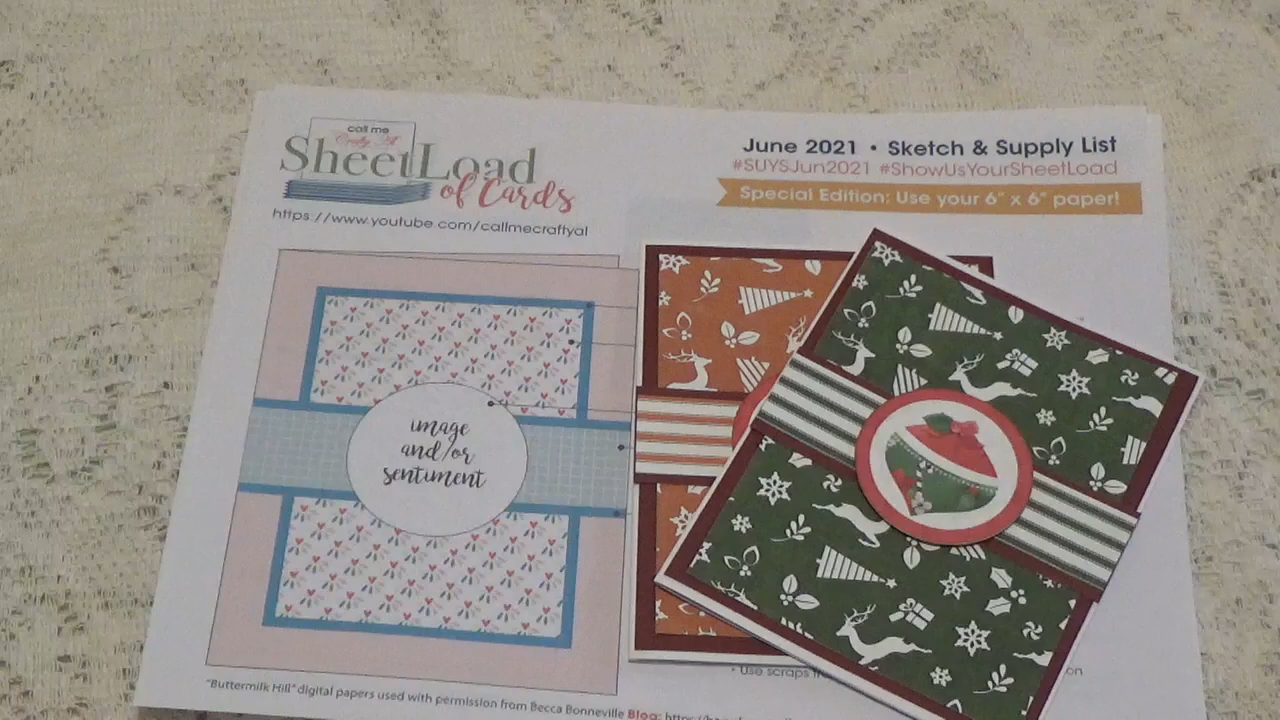 call me
Crafty Al
SheetLoad
of Cards
https://www.youtube.com/callmecraftyal
June 2021 • Sketch & Supply List
#SUYSJun2021 #ShowUsYourSheetLoad
Special Edition: Use your 6" x 6" paper!
image
and/or
sentiment
• Use scraps
on
"Buttermilk Hill" digital papers used with permission from Becca Bonneville Blog: https://